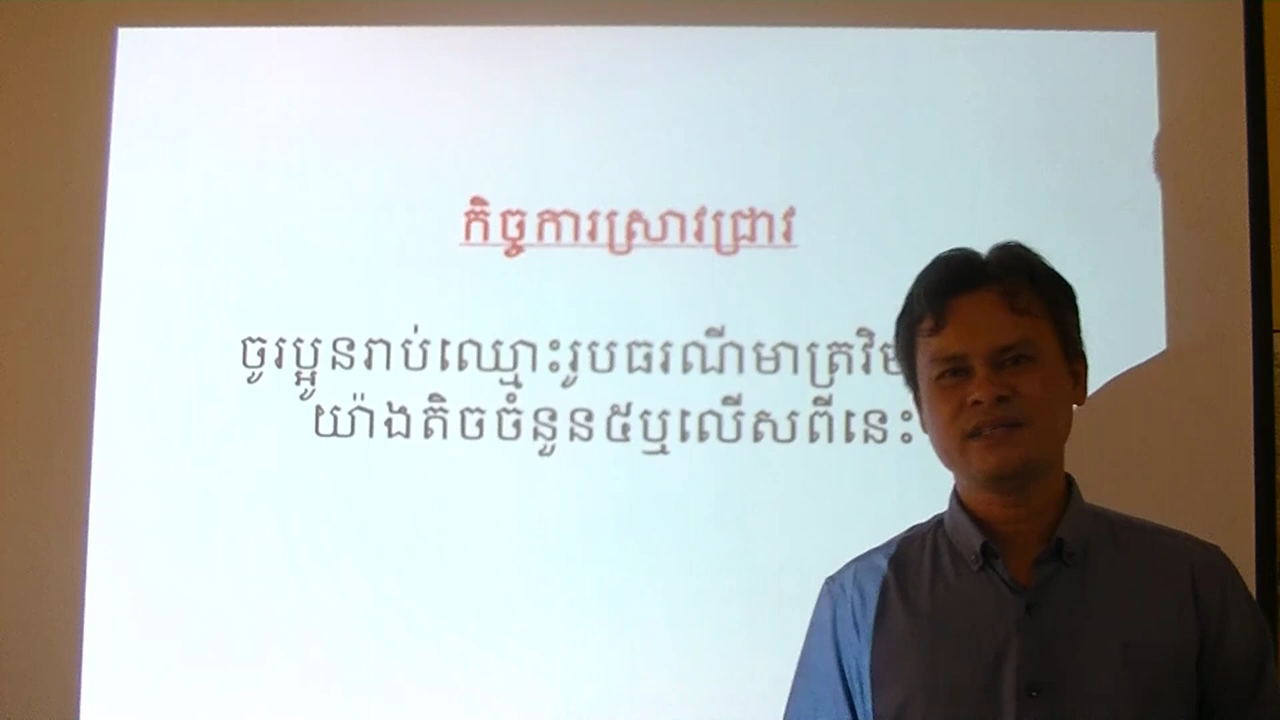 កិច្ចការស្រាវជ្រាវ
ចូរប្អូនរាប់ឈ្មោះរូបធរណីមាត្រ
យ៉ាងតិចចំនួន៥ឬលើសពីនេះ